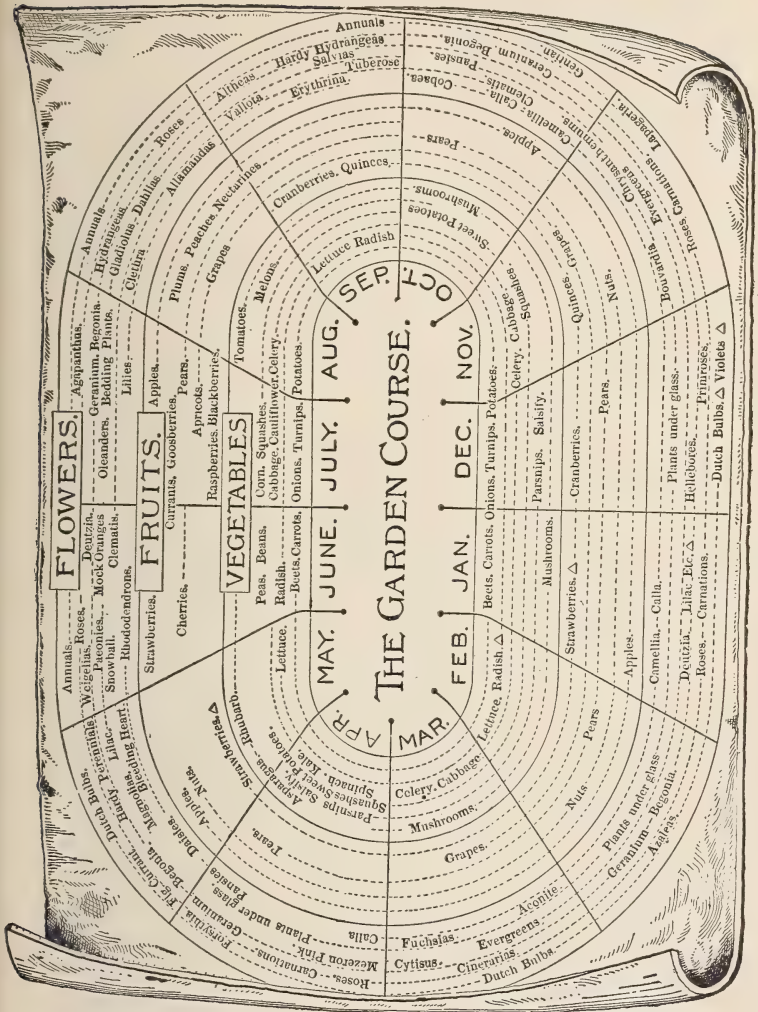 THE GARDEN COURSE.
FLOWERS.
FRUITS.
VEGETABLES
JAN.
FEB.
MAR.
APR.
MAY.
JUNE.
JULY.
AUG.
SEP.
OCT.
NOV.
DEC.
Annuals.
Roses.
Weigelias.
Deutzia.
Paeonies.
Mock Oranges
Snowball.
Clematis.
Rhododendrons.
Strawberries.
Cherries.
Peas. Beans.
Lettuce.
Radish.
Beets, Carrots.
Agapanthus.
Geranium. Begonia.
Oleanders. Bedding Plants.
Lilies.
Apples.
Currants, Gooseberries.
Pears.
Apricots.
Raspberries. Blackberries.
Corn. Squashes.
Cabbage, Cauliflower, Celery.
Onions. Turnips. Potatoes.
Annuals
Roses
Hydrangeas.
Gladiolus. Dahlias.
Clethra
Allamandas
Plums. Peaches, Nectarines
Grapes
Tomatoes.
Melons.
Annuals
Hardy Hydrangeas
Altheas.
Salvias
Tuberose
Vallota.
Erythrina.
Cranberries, Quinces.
Lettuce Radish
Gentian.
Geranium Begonia.
Pansies.
Clematis.
Calla
Cobaea.
Camellia
Apples.
Pears
Mushrooms.
Sweet Potatoes
Lapageria.
Chrysanthemums.
Evergreens
Roses, Carnations.
Bouvardia.
Quinces, Grapes
Nuts.
Celery, Cabbage
Squashes
Beets, Carrots, Onions, Turnips, Potatoes.
Parsnips. Salsify.
Cranberries.
Pears.
Plants under glass.
Hellebores.
Primroses.
Dutch Bulbs. △ Violets △
Mushrooms.
Strawberries. △
Apples.
Camellia. Calla.
Deutzia. Lilac Etc. △
Roses. Carnations.
Lettuce, Radish. △
Pears
Nuts.
Plants under glass
Geranium Begonia.
Azaleas.
Celery, Cabbage
Mushrooms.
Grapes.
Aconite.
Fuchsias.
Evergreens
Cytisus.
Cinerarias.
Dutch Bulbs.
Spinach. Kale.
Squashes Sweet Potatoes.
Parsnips Salsify.
Asparagus
Pears.
Calla
Plants under glass
Pansies
Mezeron Pink.
Geranium
Roses. Carnations.
Forsythia
Rhubarb.
Strawberries. △
Apples, Nuts.
Daisies.
Begonia.
Magnolias.
Bleeding Heart
Fig. Currant.
Lilac.
Hardy Perennials
Dutch Bulbs.